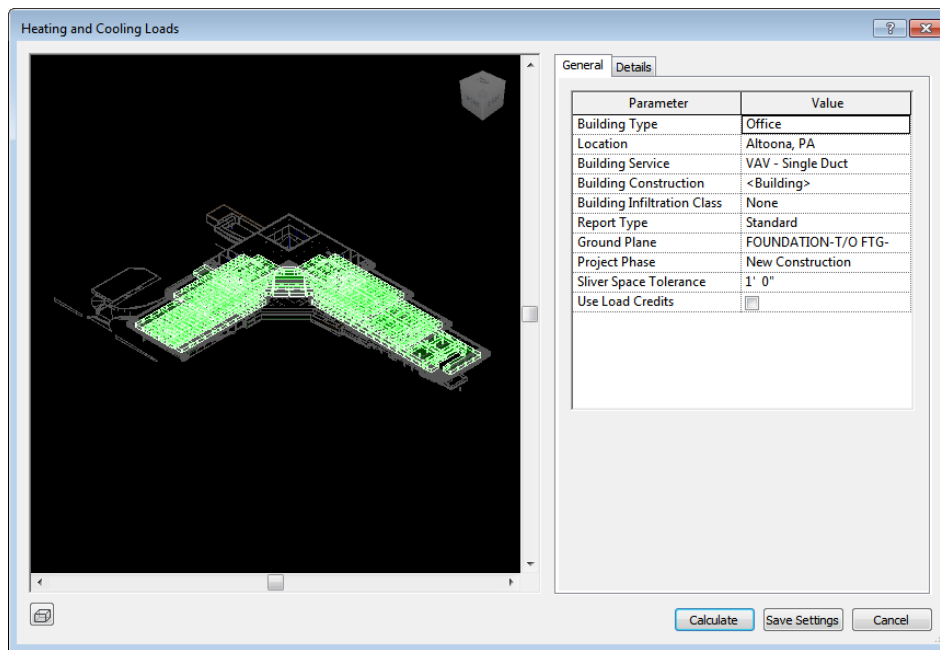 Heating and Cooling Loads
General Details
Parameter Value
Building Type Office
Location Altoona, PA
Building Service VAV - Single Duct
Building Construction <Building>
Building Infiltration Class None
Report Type Standard
Ground Plane FOUNDATION-T/O FTG-
Project Phase New Construction
Sliver Space Tolerance 1' 0"
Use Load Credits
Calculate Save Settings Cancel